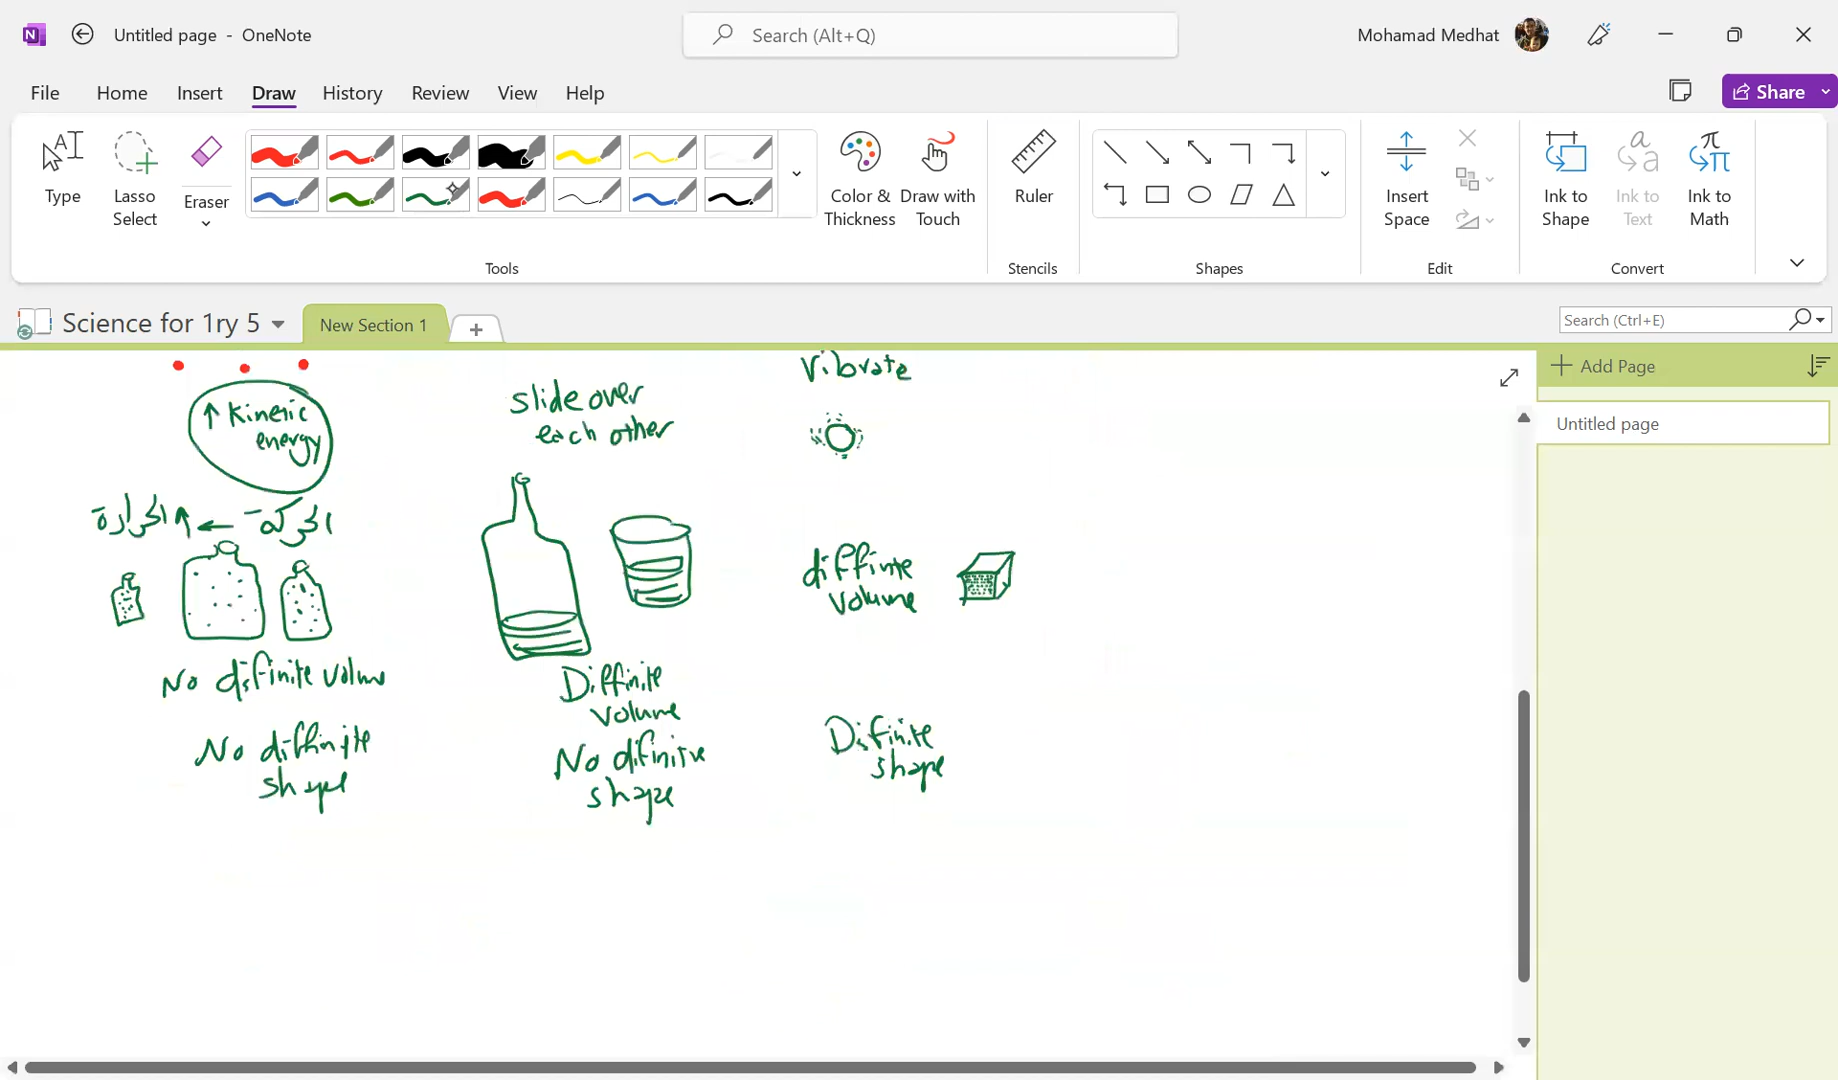 Untitled page - OneNote
Search (Alt+Q)
Mohamad Medhat
File Home Insert Draw History Review View Help
Share
Type
Lasso Select
Eraser
Color & Thickness
Draw with Touch
Ruler
Insert Space
Ink to Shape
Ink to Text
Ink to Math
Tools
Stencils
Shapes
Edit
Convert
Science for 1ry 5
New Section 1
Search (Ctrl+E)
Add Page
Untitled page
vibrate
slide over
each other
↑ Kinetic
energy
الحرارة ↑ ← الحركة
diffinite
volume
No difinite volume
Diffinite
volume
No diffinite
shape
No difinite
shape
Difinite
shape